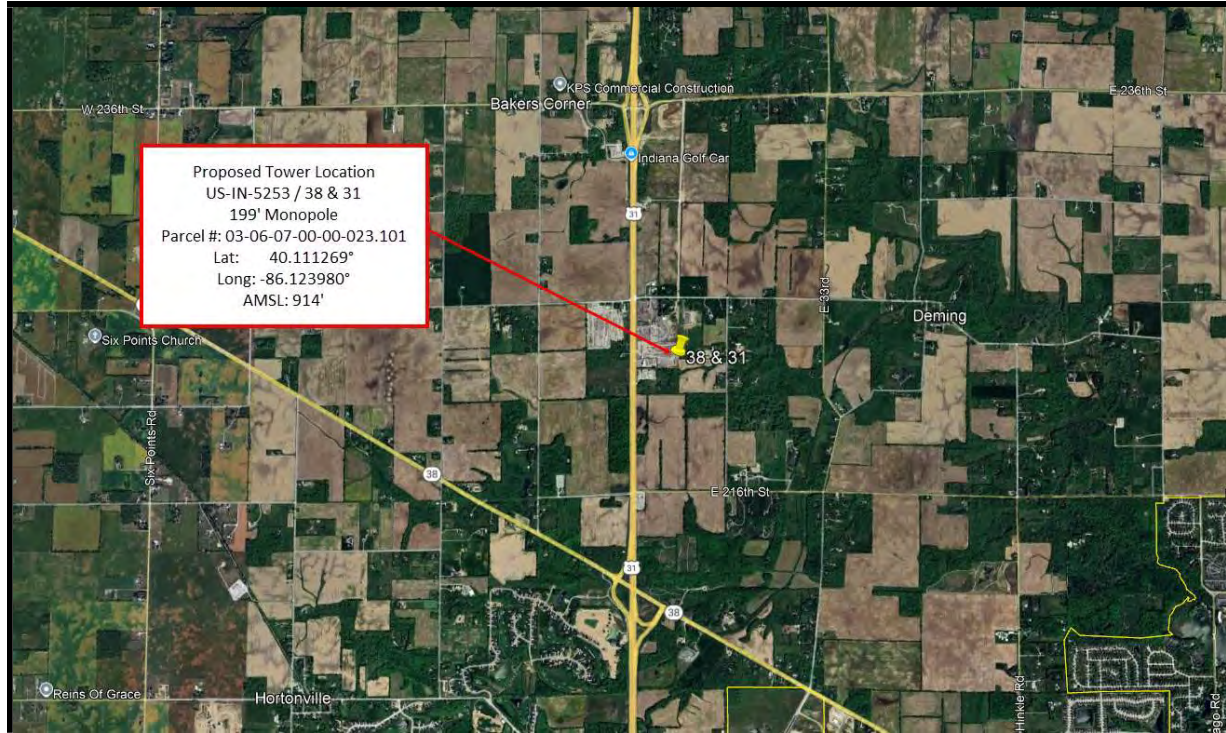 KPS Commercial Construction
Bakers Corner
W 236th St
E 236th St
Indiana Golf Car
Proposed Tower Location
US-IN-5253 / 38 & 31
199' Monopole
Parcel #: 03-06-07-00-00-023.101
Lat: 40.111269°
Long: -86.123980°
AMSL: 914'
31
E 33rd
Deming
Six Points Church
38 & 31
Six Points Rd
38
E 216th St
31
38
Hinkle Rd
Reins Of Grace
Hortonville
ago Rd